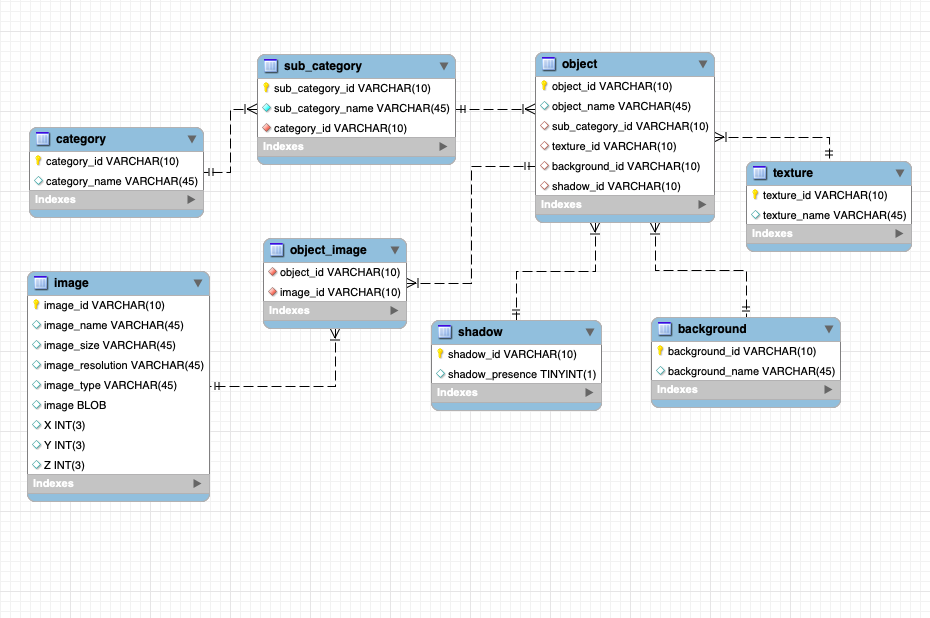 category
category_id VARCHAR(10)
category_name VARCHAR(45)
Indexes
sub_category
sub_category_id VARCHAR(10)
sub_category_name VARCHAR(45)
category_id VARCHAR(10)
Indexes
object
object_id VARCHAR(10)
object_name VARCHAR(45)
sub_category_id VARCHAR(10)
texture_id VARCHAR(10)
background_id VARCHAR(10)
shadow_id VARCHAR(10)
Indexes
texture
texture_id VARCHAR(10)
texture_name VARCHAR(45)
Indexes
image
image_id VARCHAR(10)
image_name VARCHAR(45)
image_size VARCHAR(45)
image_resolution VARCHAR(45)
image_type VARCHAR(45)
image BLOB
X INT(3)
Y INT(3)
Z INT(3)
Indexes
object_image
object_id VARCHAR(10)
image_id VARCHAR(10)
Indexes
shadow
shadow_id VARCHAR(10)
shadow_presence TINYINT(1)
Indexes
background
background_id VARCHAR(10)
background_name VARCHAR(45)
Indexes